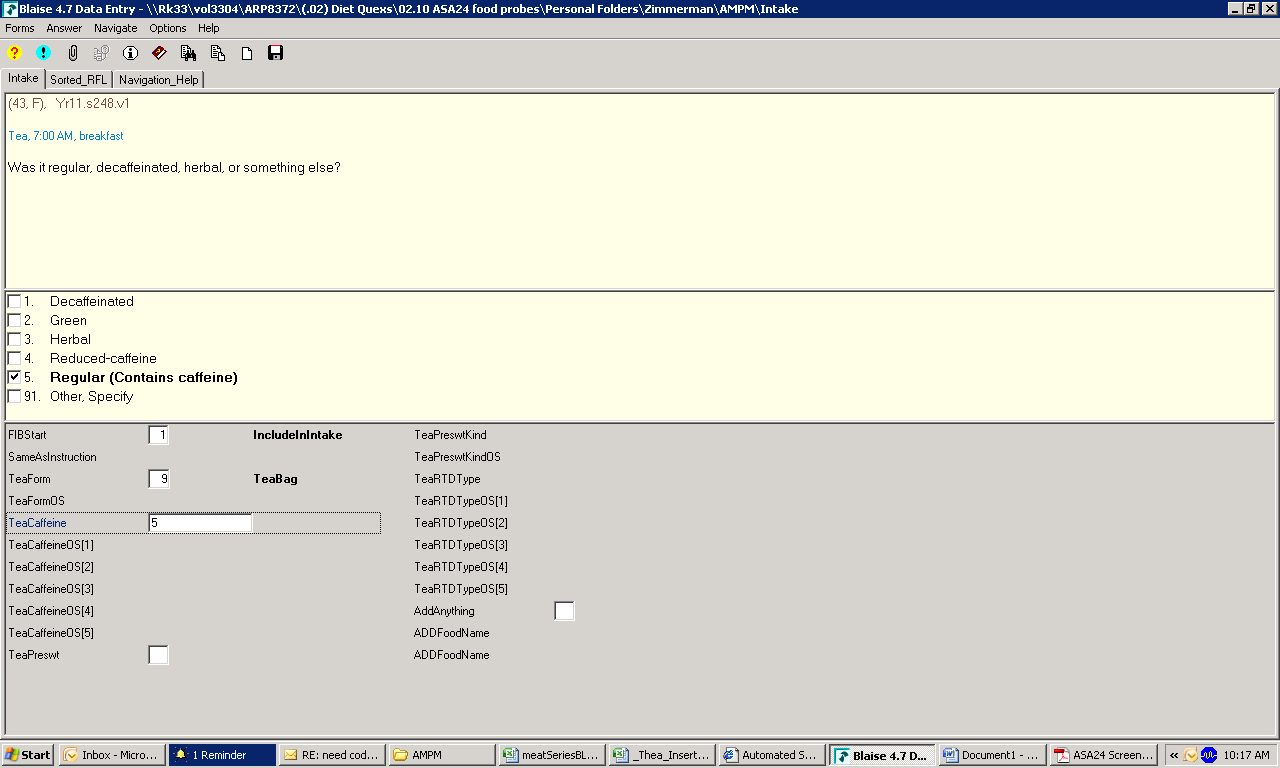 Blaise 4.7 Data Entry - \\Rk33\vol3304\ARP8372\(.02) Diet Quexs\02.10 ASA24 food probes\Personal Folders\Zimmerman\AMPM\Intake
Forms Answer Navigate Options Help
Intake Sorted_RFL Navigation_Help
(43, F), Yr11.s248.v1
Tea, 7:00 AM, breakfast
Was it regular, decaffeinated, herbal, or something else?
1. Decaffeinated
2. Green
3. Herbal
4. Reduced-caffeine
5. Regular (Contains caffeine)
91. Other, Specify
FIBStart 1 IncludeInIntake TeaPreswtKind
SameAsInstruction TeaPreswtKindOS
TeaForm 9 TeaBag TeaRTDType
TeaFormOS TeaRTDTypeOS[1]
TeaCaffeine 5 TeaRTDTypeOS[2]
TeaCaffeineOS[1] TeaRTDTypeOS[3]
TeaCaffeineOS[2] TeaRTDTypeOS[4]
TeaCaffeineOS[3] TeaRTDTypeOS[5]
TeaCaffeineOS[4] AddAnything
TeaCaffeineOS[5] ADDFoodName
TeaPreswt ADDFoodName
Start Inbox - Micro... 1 Reminder RE: need cod... AMPM meatSeriesBL... _Thea_Insert... Automated S... Blaise 4.7 D... Document1 - ... ASA24 Screen... « 10:17 AM